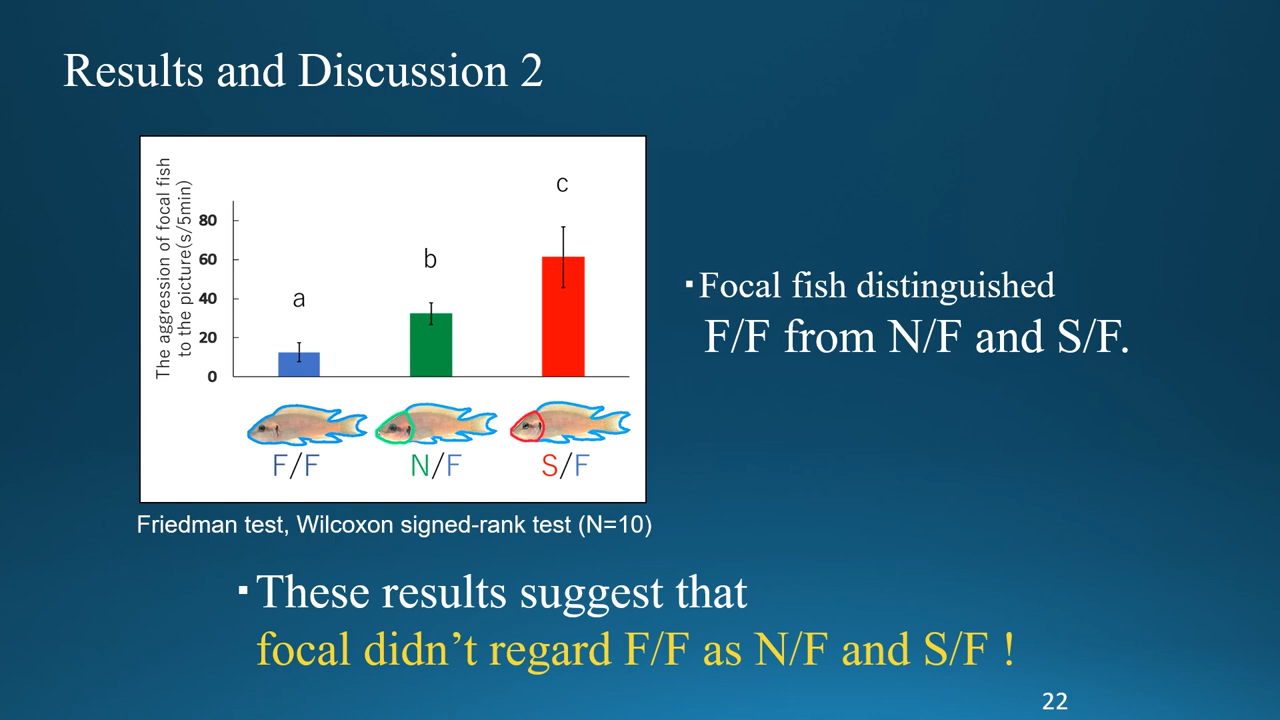 Results and Discussion 2
The aggression of focal fish
to the picture(s/5min)
80
60
40
20
0
a
b
c
F/F
N/F
S/F
Friedman test, Wilcoxon signed-rank test (N=10)
▪Focal fish distinguished
F/F from N/F and S/F.
▪These results suggest that
focal didn’t regard F/F as N/F and S/F !
22